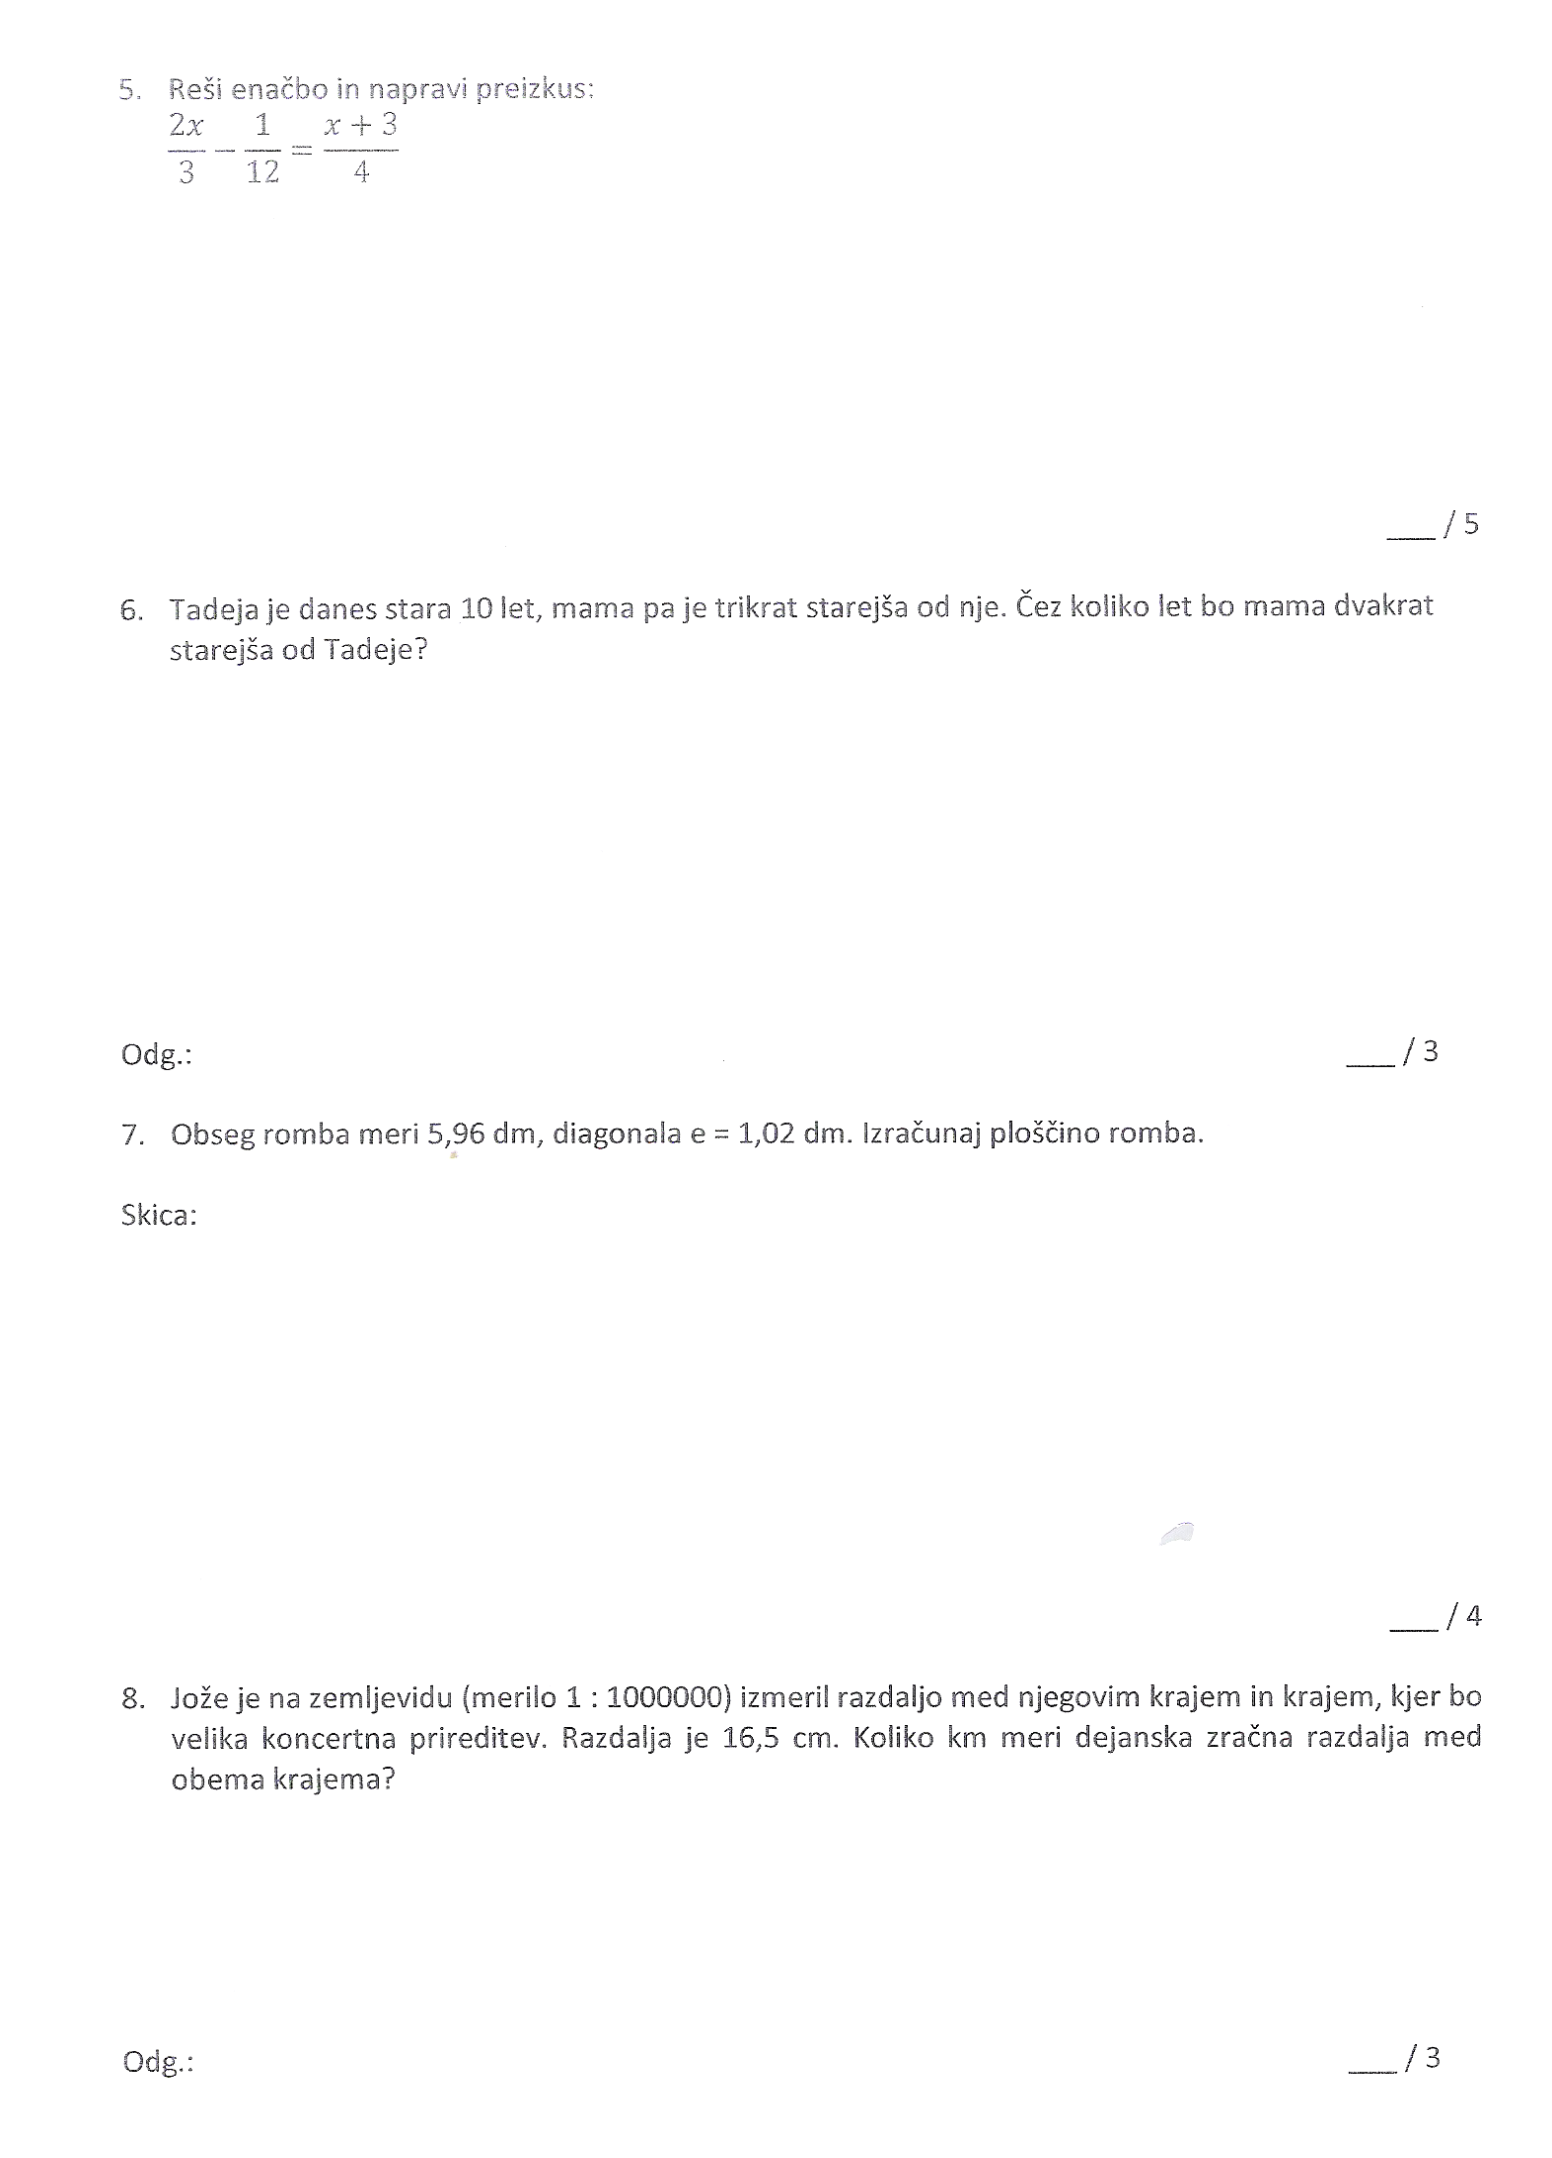 5. Reši enačbo in napravi preizkus:
2x/3 − 1/12 = x + 3/4
___ / 5
6. Tadeja je danes stara 10 let, mama pa je trikrat starejša od nje. Čez koliko let bo mama dvakrat
starejša od Tadeje?
Odg.: ___ / 3
7. Obseg romba meri 5,96 dm, diagonala e = 1,02 dm. Izračunaj ploščino romba.
Skica:
___ / 4
8. Jože je na zemljevidu (merilo 1 : 1000000) izmeril razdaljo med njegovim krajem in krajem, kjer bo
velika koncertna prireditev. Razdalja je 16,5 cm. Koliko km meri dejanska zračna razdalja med
obema krajema?
Odg.: ___ / 3